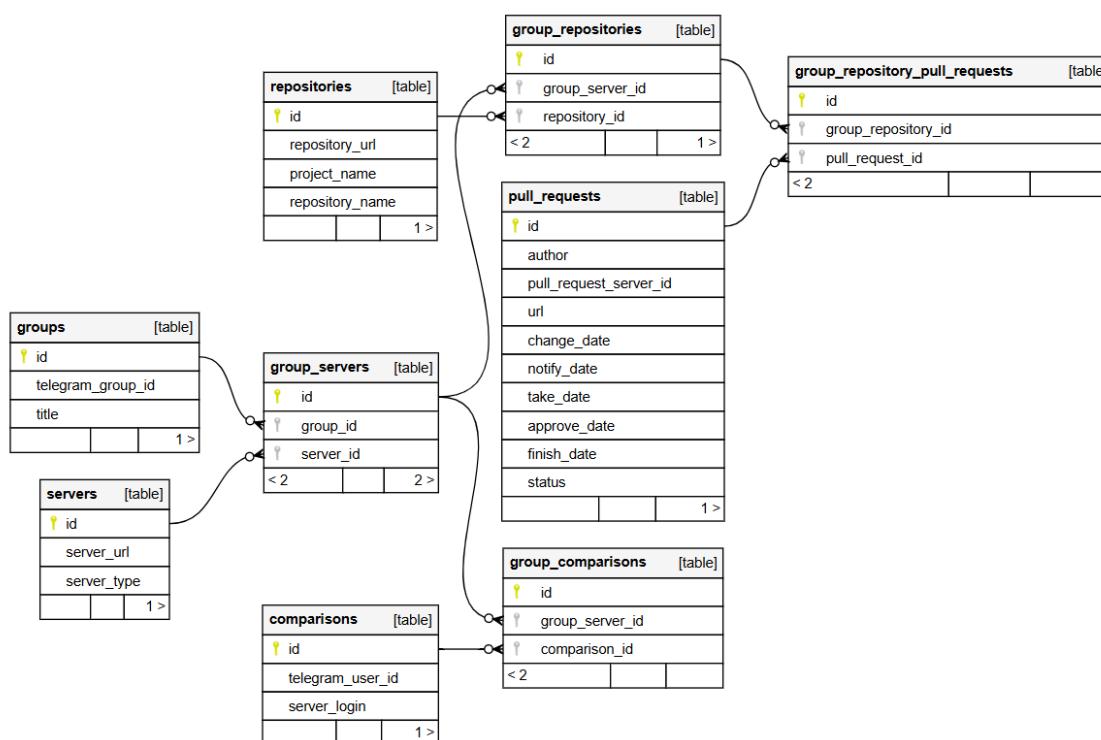 group_repositories [table]
id
group_server_id
repository_id
< 2 1 >
group_repository_pull_requests [table]
id
group_repository_id
pull_request_id
< 2
repositories [table]
id
repository_url
project_name
repository_name
1 >
pull_requests [table]
id
author
pull_request_server_id
url
change_date
notify_date
take_date
approve_date
finish_date
status
1 >
groups [table]
id
telegram_group_id
title
1 >
group_servers [table]
id
group_id
server_id
< 2 2 >
servers [table]
id
server_url
server_type
1 >
group_comparisons [table]
id
group_server_id
comparison_id
< 2
comparisons [table]
id
telegram_user_id
server_login
1 >